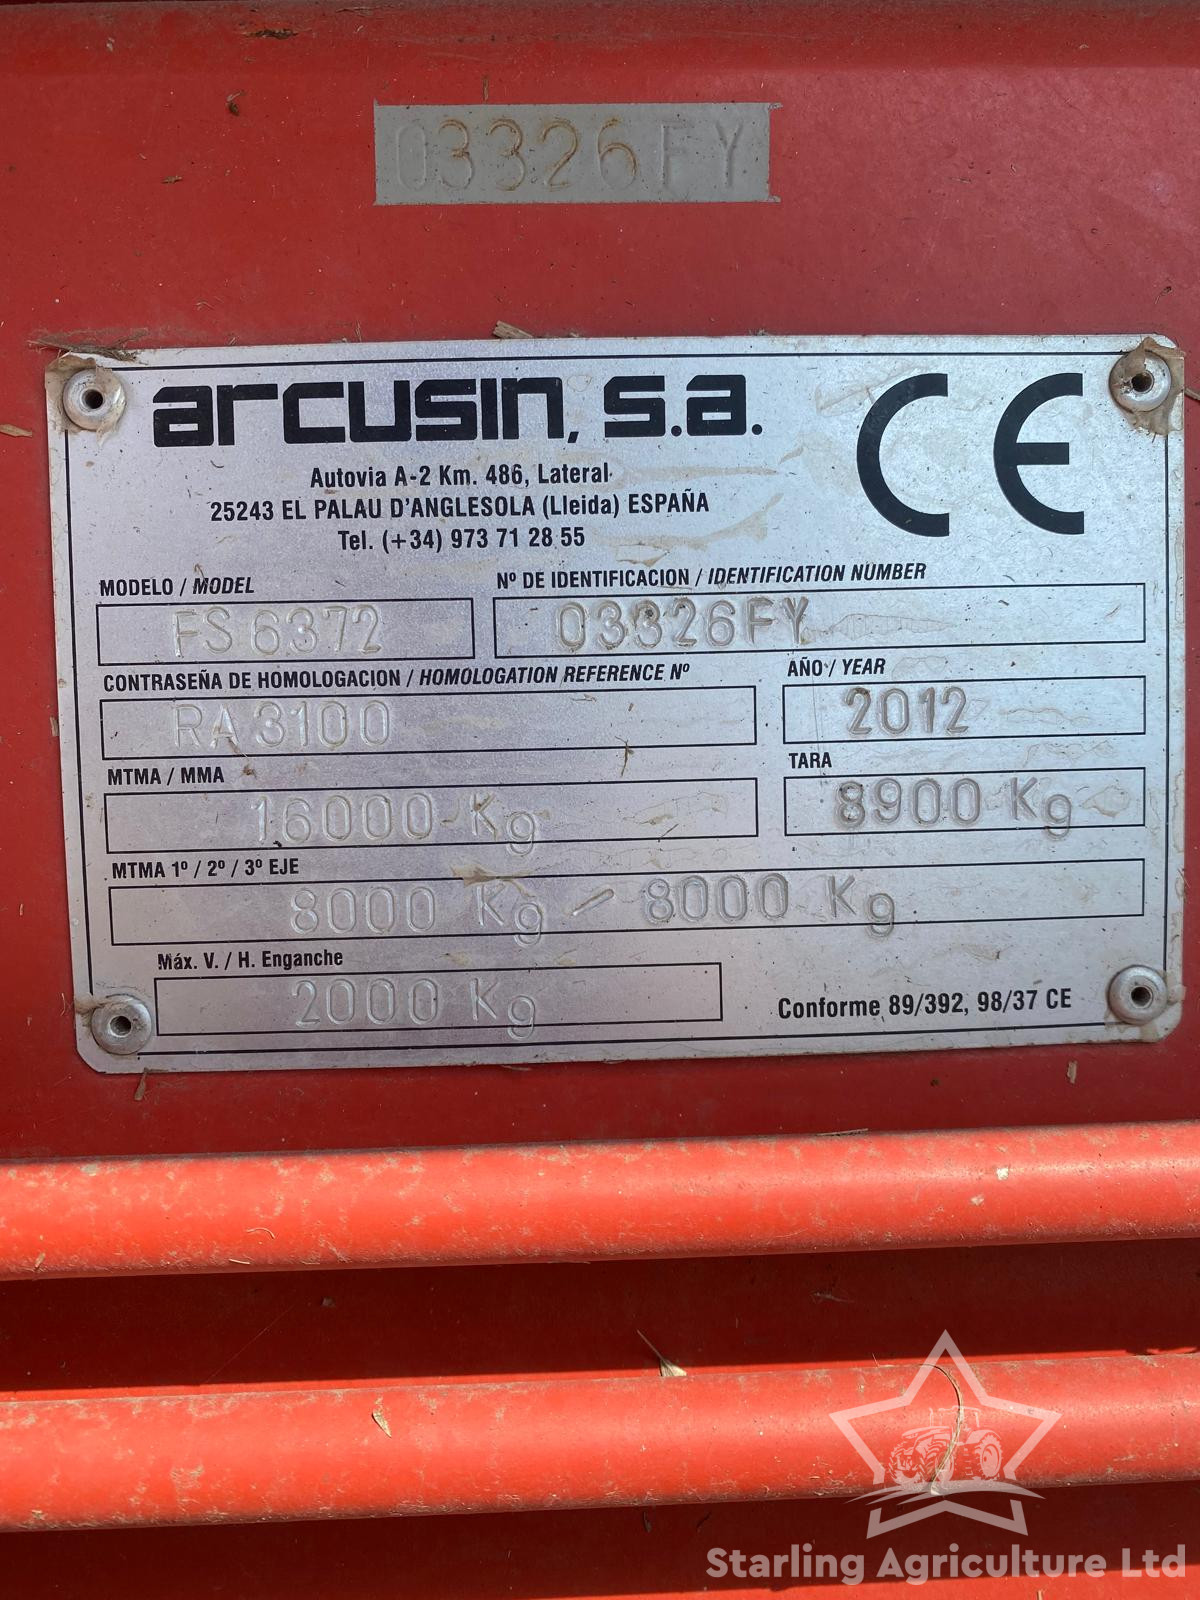 03326FY
arcusin, s.a.
CE
Autovia A-2 Km. 486, Lateral
25243 EL PALAU D'ANGLESOLA (Lleida) ESPAÑA
Tel. (+34) 973 71 28 55
MODELO / MODEL
FS 6372
Nº DE IDENTIFICACION / IDENTIFICATION NUMBER
03326FY
CONTRASEÑA DE HOMOLOGACION / HOMOLOGATION REFERENCE Nº
RA 3100
AÑO / YEAR
2012
MTMA / MMA
16000 Kg
TARA
8900 Kg
MTMA 1º / 2º / 3º EJE
8000 Kg / 8000 Kg
Máx. V. / H. Enganche
2000 Kg
Conforme 89/392, 98/37 CE
Starling Agriculture Ltd